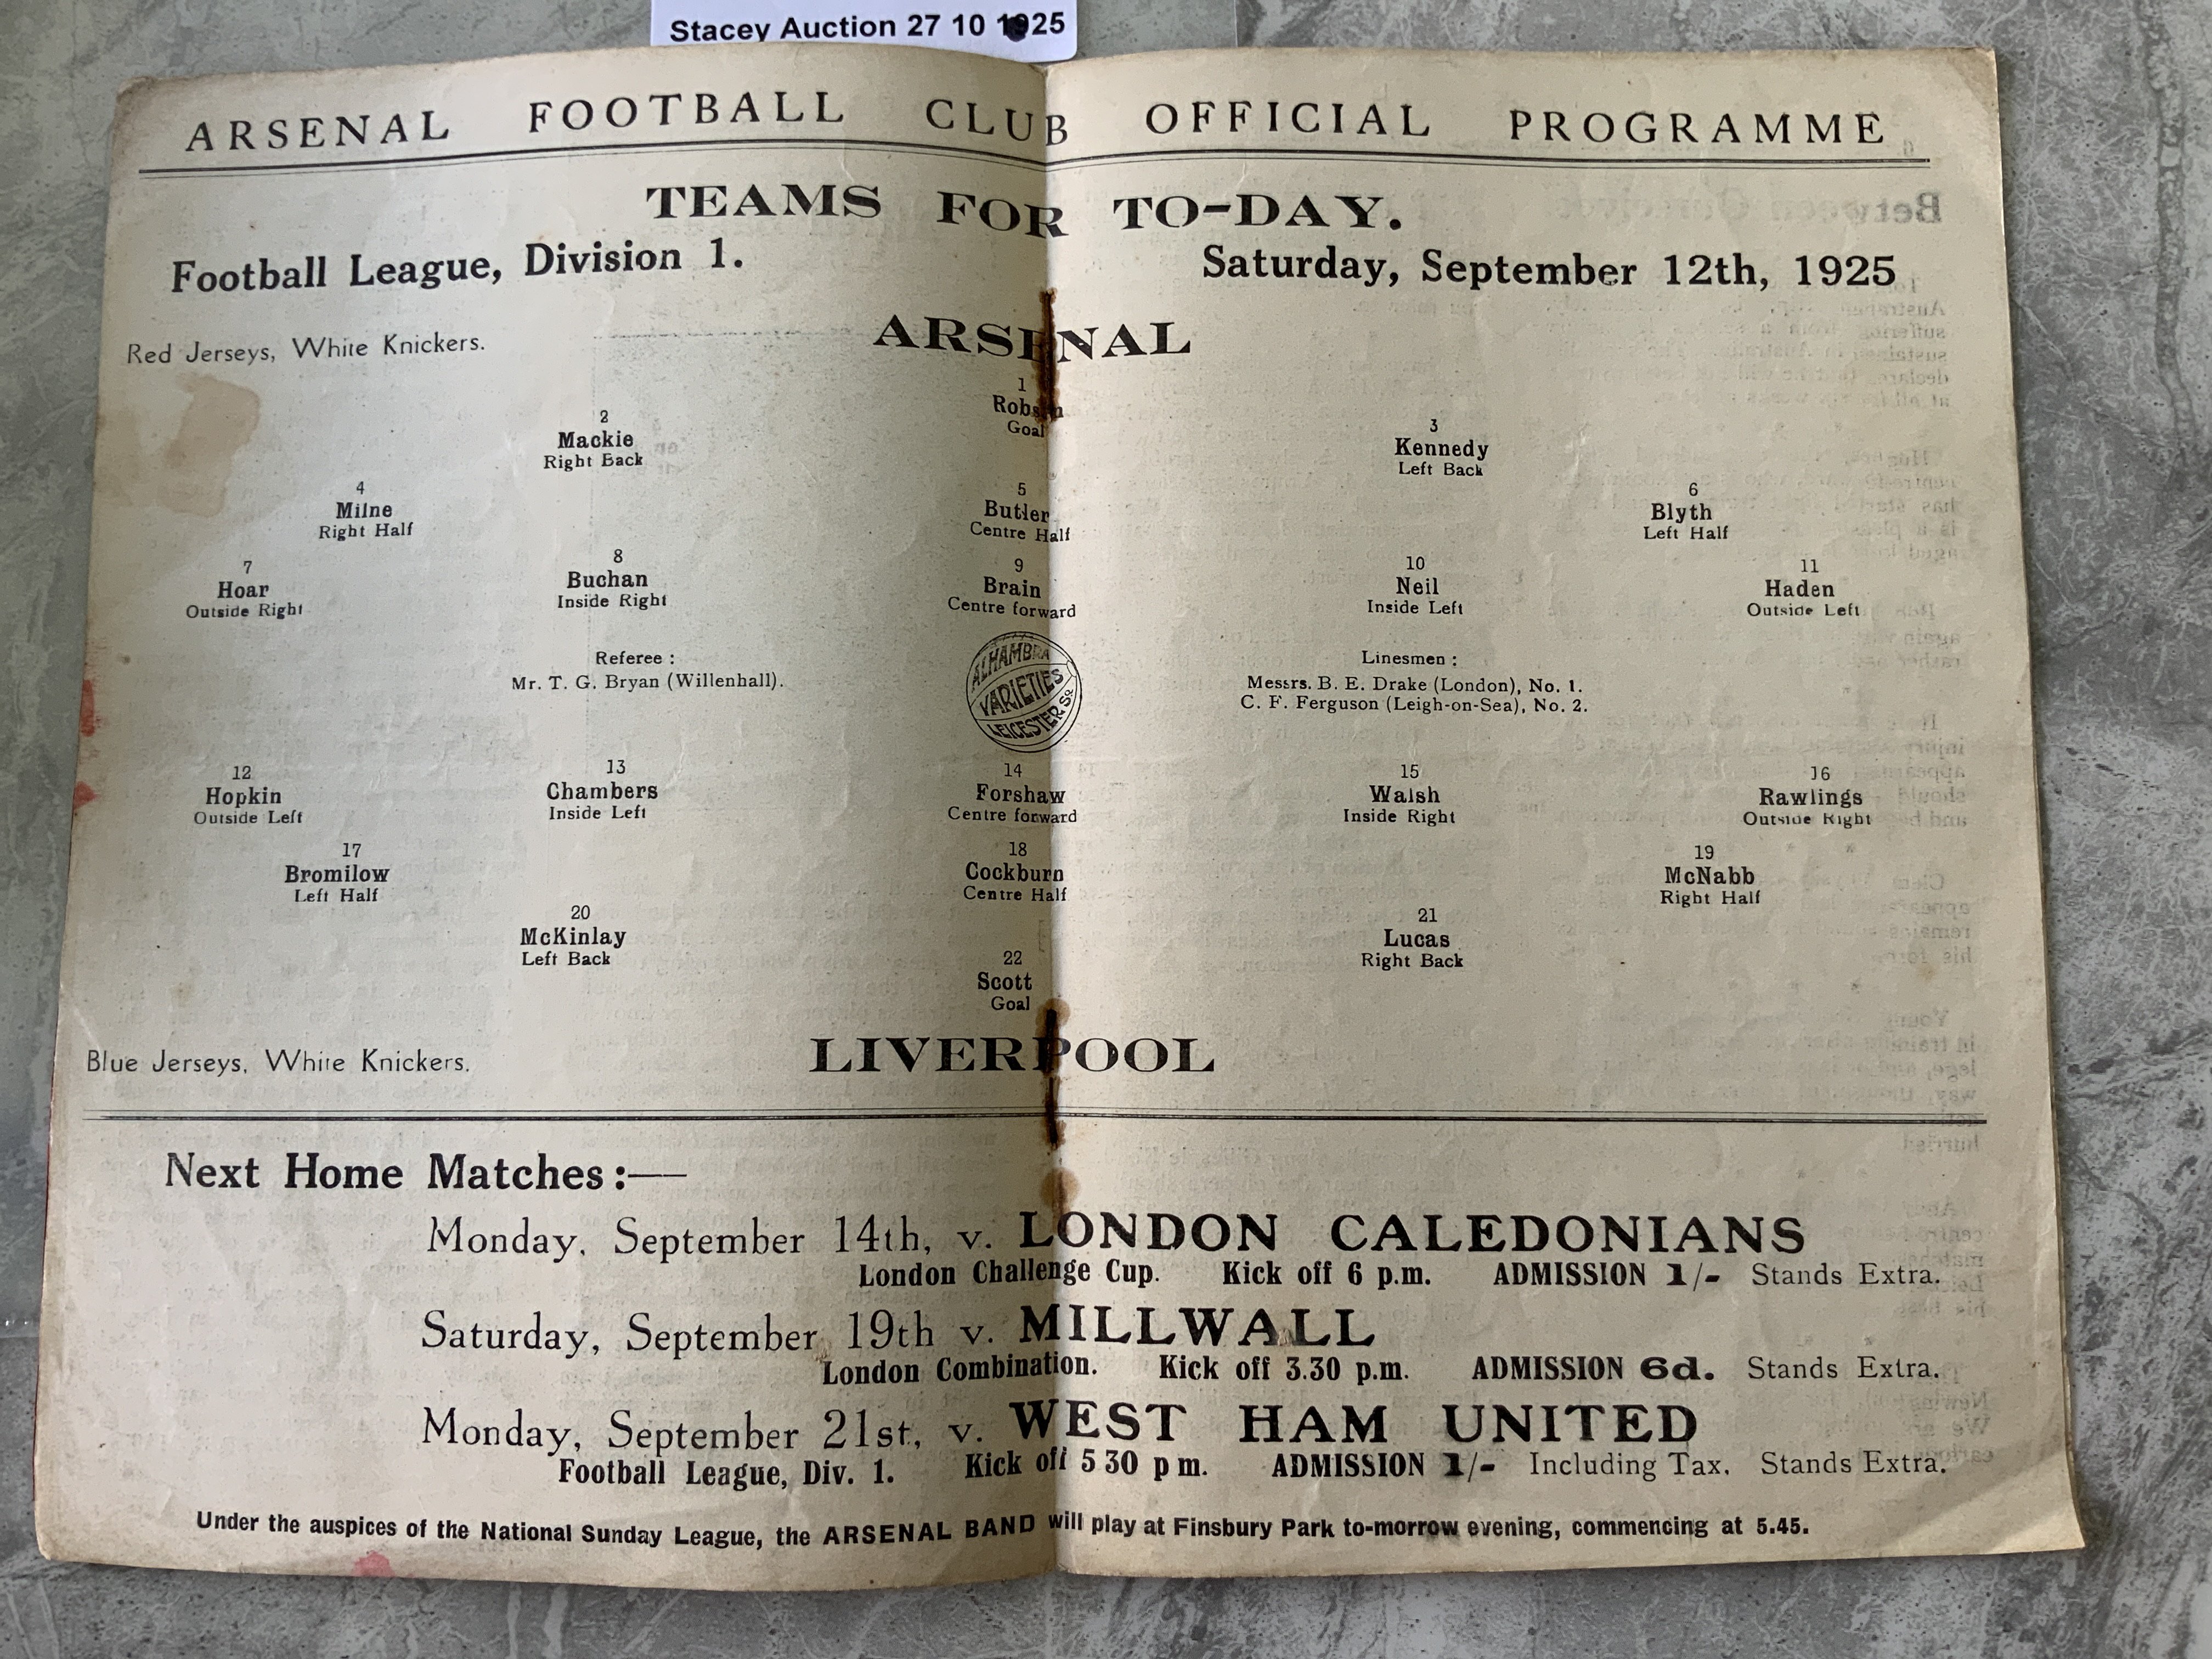 Stacey Auction 27 10 1925
ARSENAL FOOTBALL CLUB OFFICIAL PROGRAMME
TEAMS FOR TO-DAY.
Football League, Division 1. Saturday, September 12th, 1925
ARSENAL
Red Jerseys, White Knickers.
1
Robson
Goal
2 3
Mackie Kennedy
Right Back Left Back
4 5 6
Milne Butler Blyth
Right Half Centre Half Left Half
7 8 9 10 11
Hoar Buchan Brain Neil Haden
Outside Right Inside Right Centre forward Inside Left Outside Left
Referee : Linesmen :
Mr. T. G. Bryan (Willenhall). Messrs. B. E. Drake (London), No. 1.
C. F. Ferguson (Leigh-on-Sea), No. 2.
ALHAMBRA
VARIETIES
LEICESTER SQ
12 13 14 15 16
Hopkin Chambers Forshaw Walsh Rawlings
Outside Left Inside Left Centre forward Inside Right Outside Right
17 18 19
Bromilow Cockburn McNabb
Left Half Centre Half Right Half
20 21
McKinlay Lucas
Left Back Right Back
22
Scott
Goal
LIVERPOOL
Blue Jerseys, White Knickers.
Next Home Matches :—
Monday, September 14th, v. LONDON CALEDONIANS
London Challenge Cup. Kick off 6 p.m. ADMISSION 1/- Stands Extra.
Saturday, September 19th v. MILLWALL
London Combination. Kick off 3.30 p.m. ADMISSION 6d. Stands Extra.
Monday, September 21st, v. WEST HAM UNITED
Football League, Div. 1. Kick off 5 30 p m. ADMISSION 1/- Including Tax. Stands Extra.
Under the auspices of the National Sunday League, the ARSENAL BAND will play at Finsbury Park to-morrow evening, commencing at 5.45.